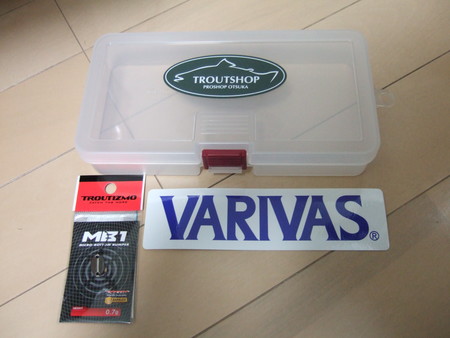 TROUTSHOP
PROSHOP OTSUKA
TROUTIZMO
MB1
VARIVAS®
0.7g